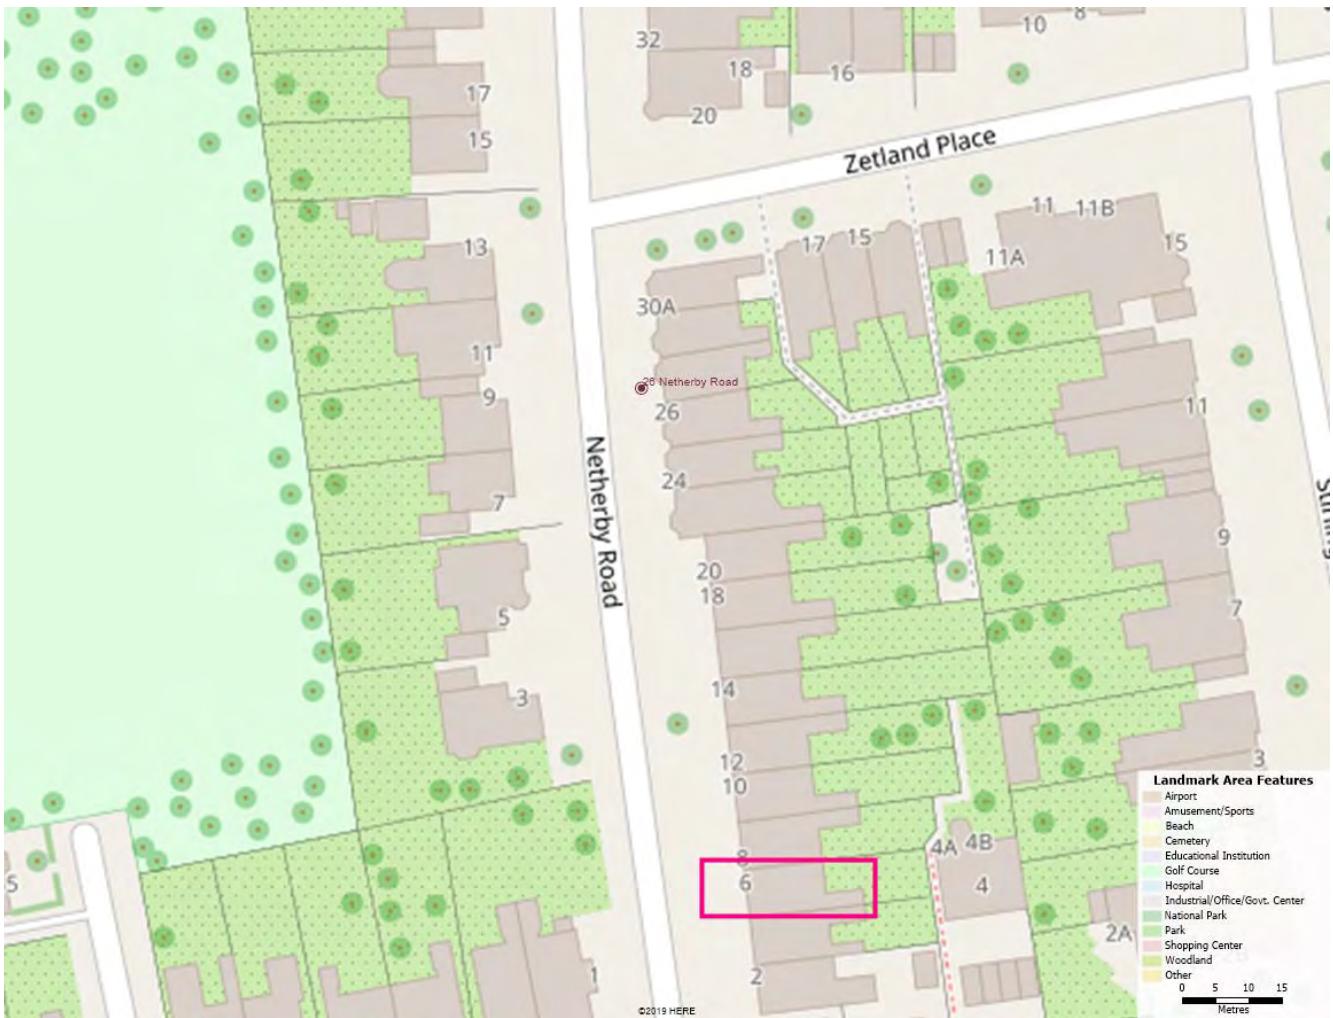 32
18
16
10
8
20
17
15
Zetland Place
11
11B
11A
15
13
17
15
30A
28 Netherby Road
26
11
9
11
24
7
9
Netherby Road
20
18
5
7
14
3
12
10
3
8
6
4A
4B
4
5
2A
2
1
©2019 HERE
Landmark Area Features
Airport
Amusement/Sports
Beach
Cemetery
Educational Institution
Golf Course
Hospital
Industrial/Office/Govt. Center
National Park
Park
Shopping Center
Woodland
Other
0 5 10 15
Metres